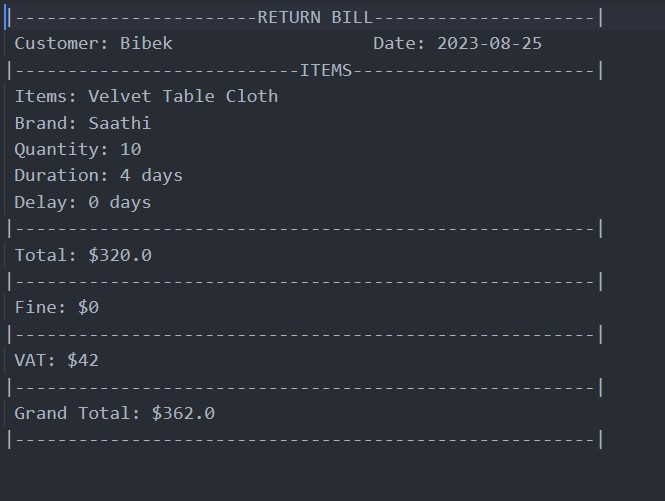 |-----------------------RETURN BILL---------------------|
Customer: Bibek                   Date: 2023-08-25
|---------------------------ITEMS-----------------------|
Items: Velvet Table Cloth
Brand: Saathi
Quantity: 10
Duration: 4 days
Delay: 0 days
|-------------------------------------------------------|
Total: $320.0
|-------------------------------------------------------|
Fine: $0
|-------------------------------------------------------|
VAT: $42
|-------------------------------------------------------|
Grand Total: $362.0
|-------------------------------------------------------|